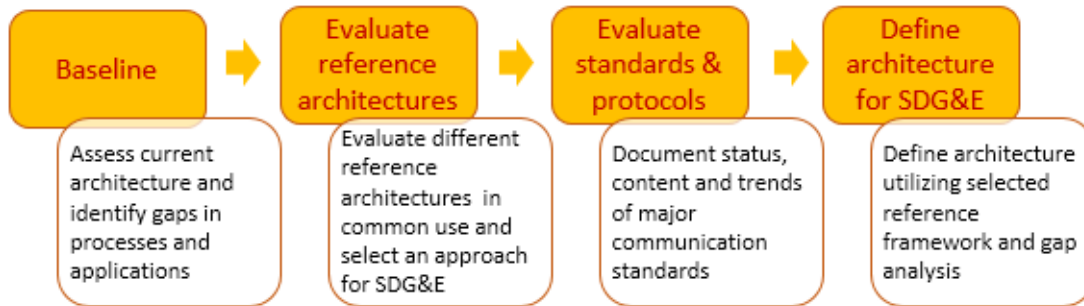 Baseline
Assess current
architecture and
identify gaps in
processes and
applications
Evaluate
reference
architectures
Evaluate different
reference
architectures in
common use and
select an approach
for SDG&E
Evaluate
standards &
protocols
Document status,
content and trends
of major
communication
standards
Define
architecture
for SDG&E
Define architecture
utilizing selected
reference
framework and gap
analysis